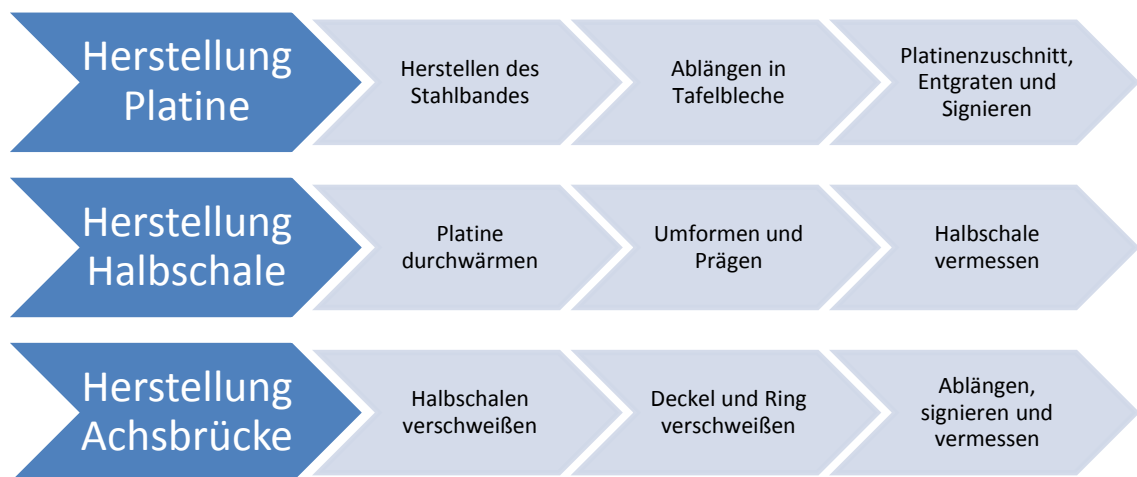 Herstellung
Platine
Herstellen des
Stahlbandes
Ablängen in
Tafelbleche
Platinenzuschnitt,
Entgraten und
Signieren
Herstellung
Halbschale
Platine
durchwärmen
Umformen und
Prägen
Halbschale
vermessen
Herstellung
Achsbrücke
Halbschalen
verschweißen
Deckel und Ring
verschweißen
Ablängen,
signieren und
vermessen